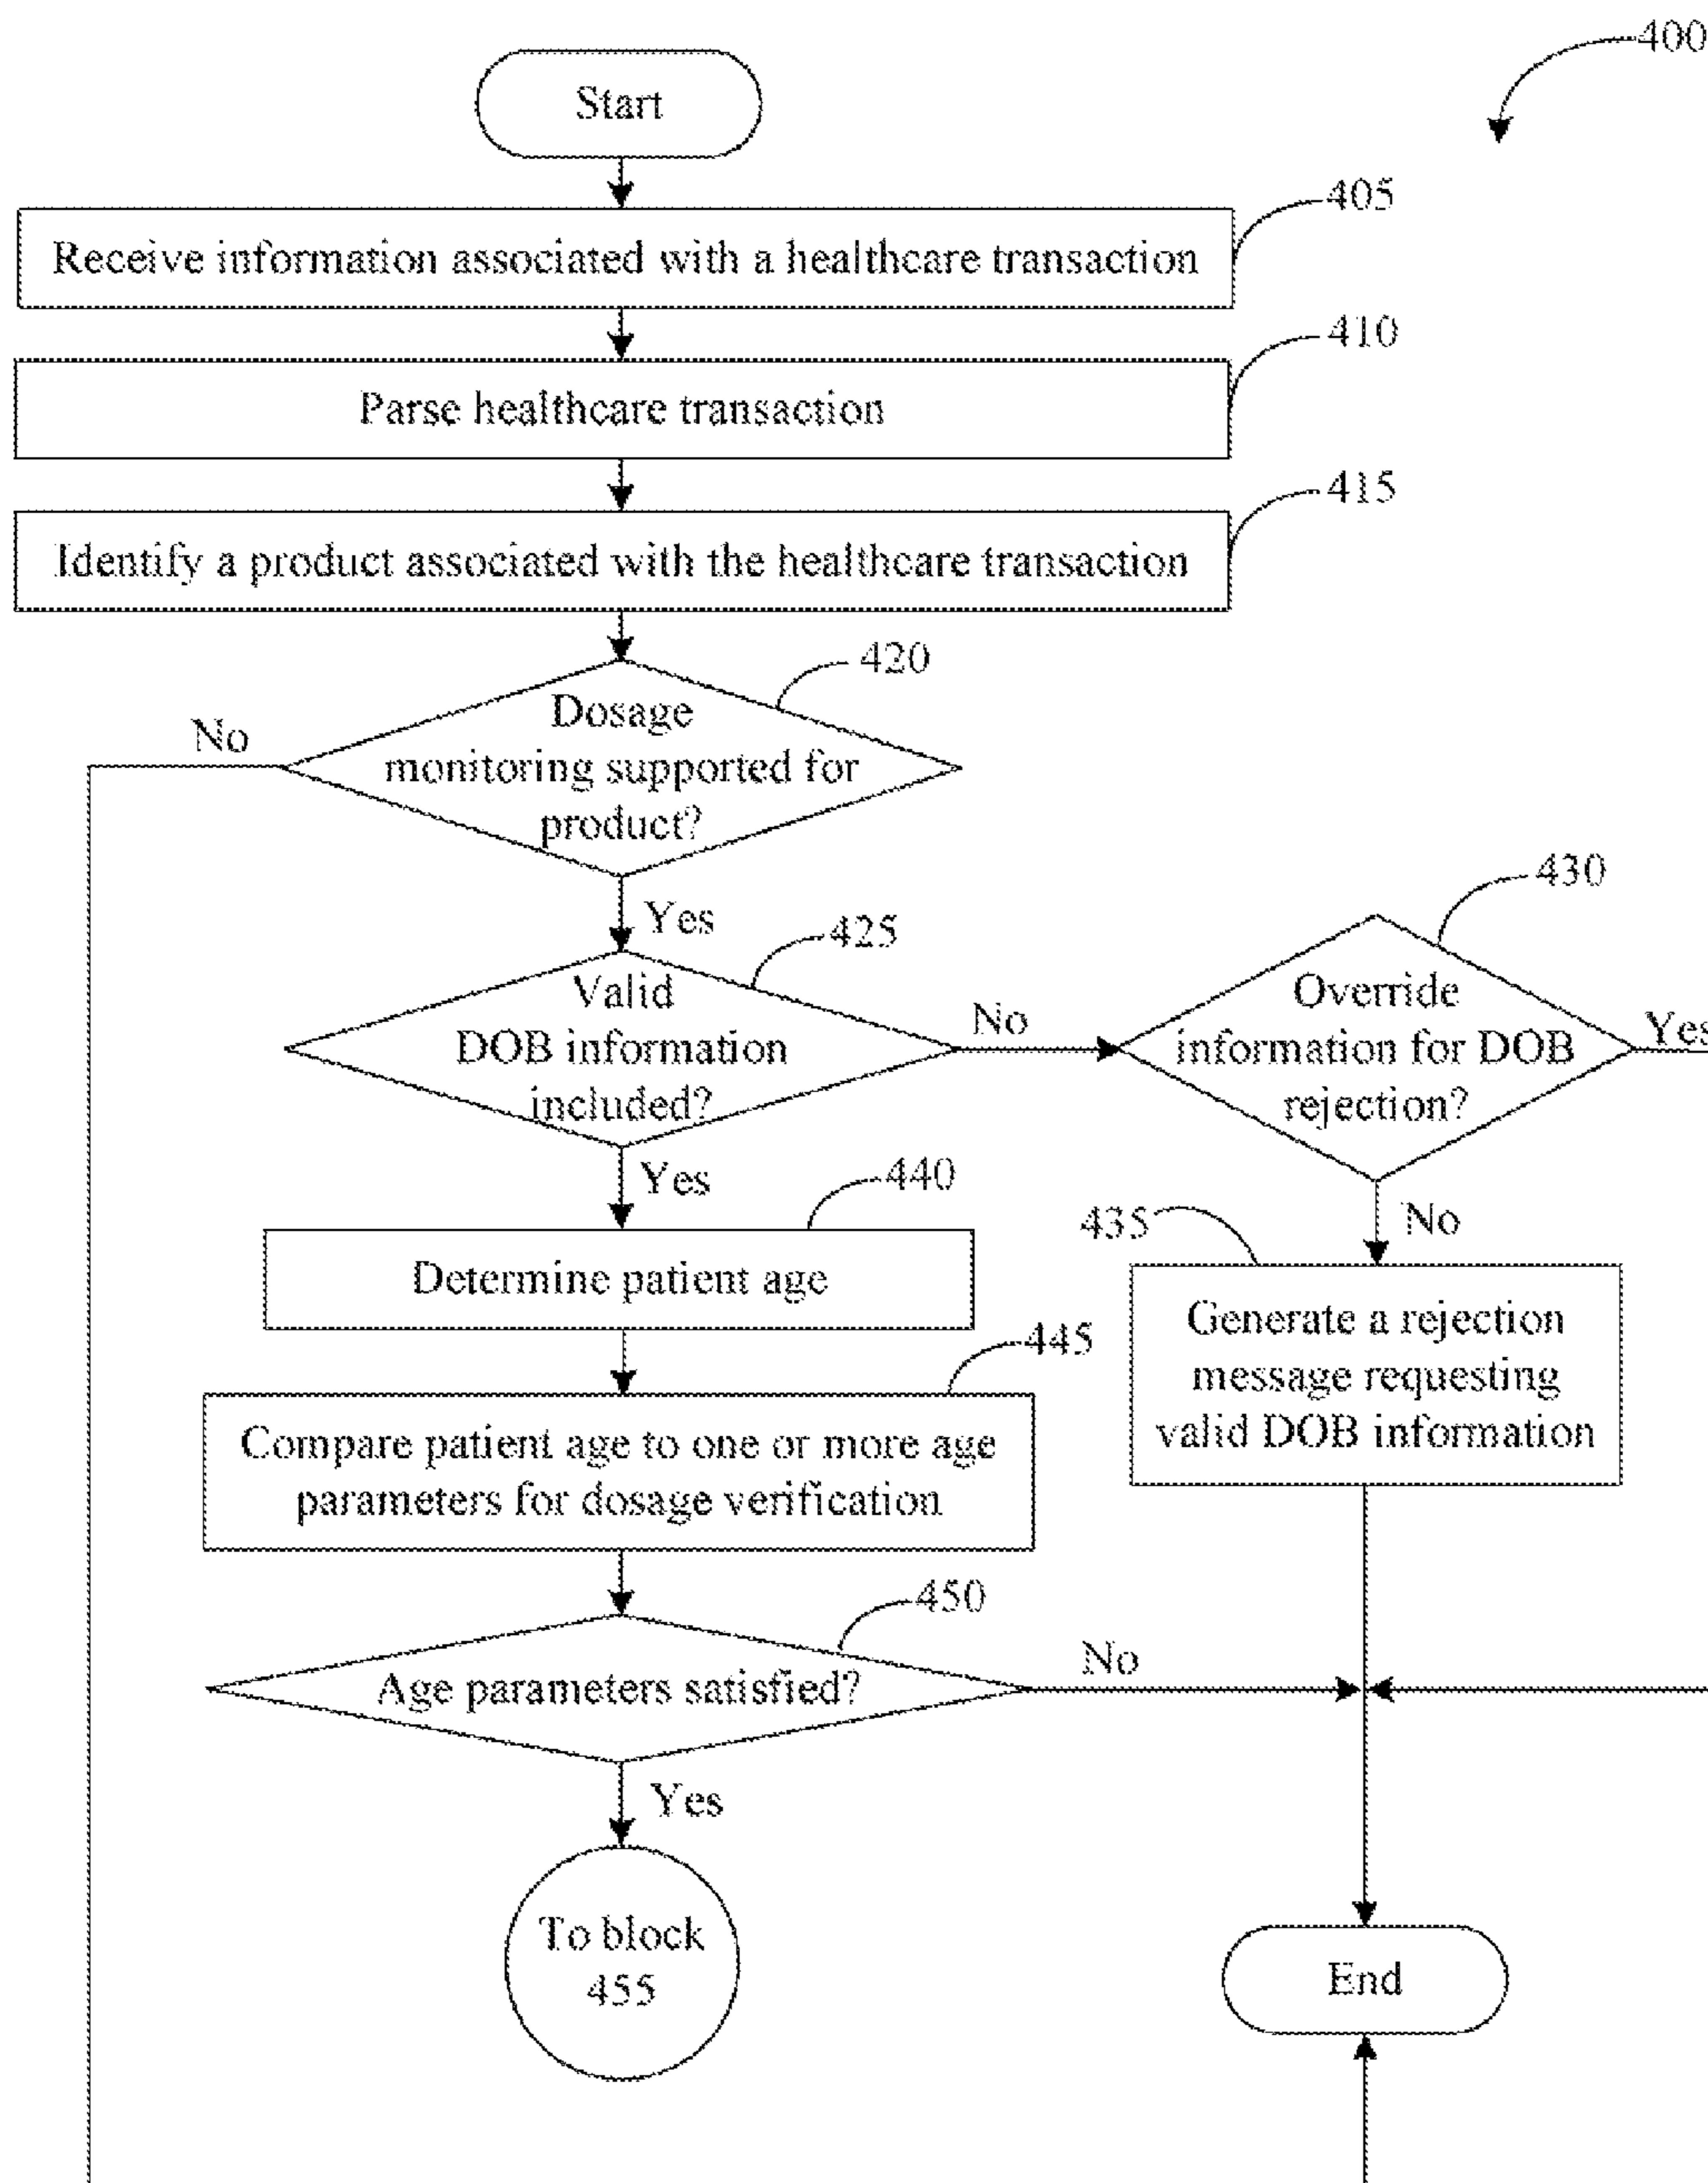 400
Start
405
Receive information associated with a healthcare transaction
410
Parse healthcare transaction
415
Identify a product associated with the healthcare transaction
420
Dosage
monitoring supported for
product?
No
Yes
425
Valid
DOB information
included?
No
430
Override
information for DOB
rejection?
Yes
Yes
440
Determine patient age
No
435
Generate a rejection
message requesting
valid DOB information
445
Compare patient age to one or more age
parameters for dosage verification
450
Age parameters satisfied?
No
Yes
To block
455
End